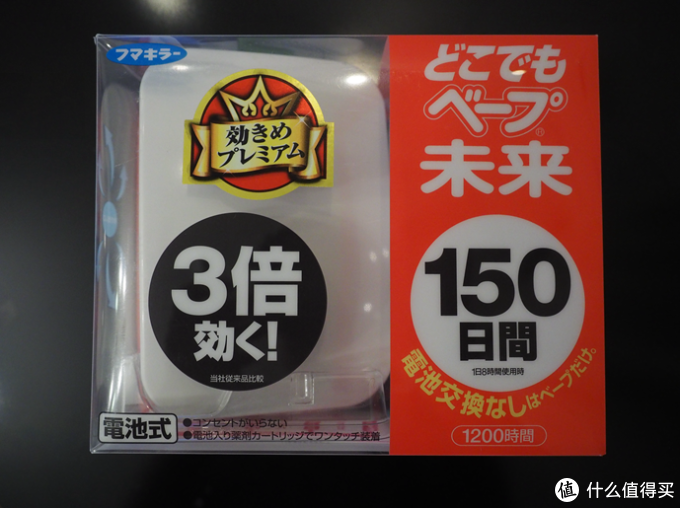 フマキラー
効きめ
プレミアム
3倍
効く!
当社従来品比較
電池式
●コンセントがいらない
●電池入り薬剤カートリッジでワンタッチ装着
どこでも
ベープ®
未来
150
日間
1日8時間使用時
電池交換なしはベープだけ。
1200時間
值 什么值得买